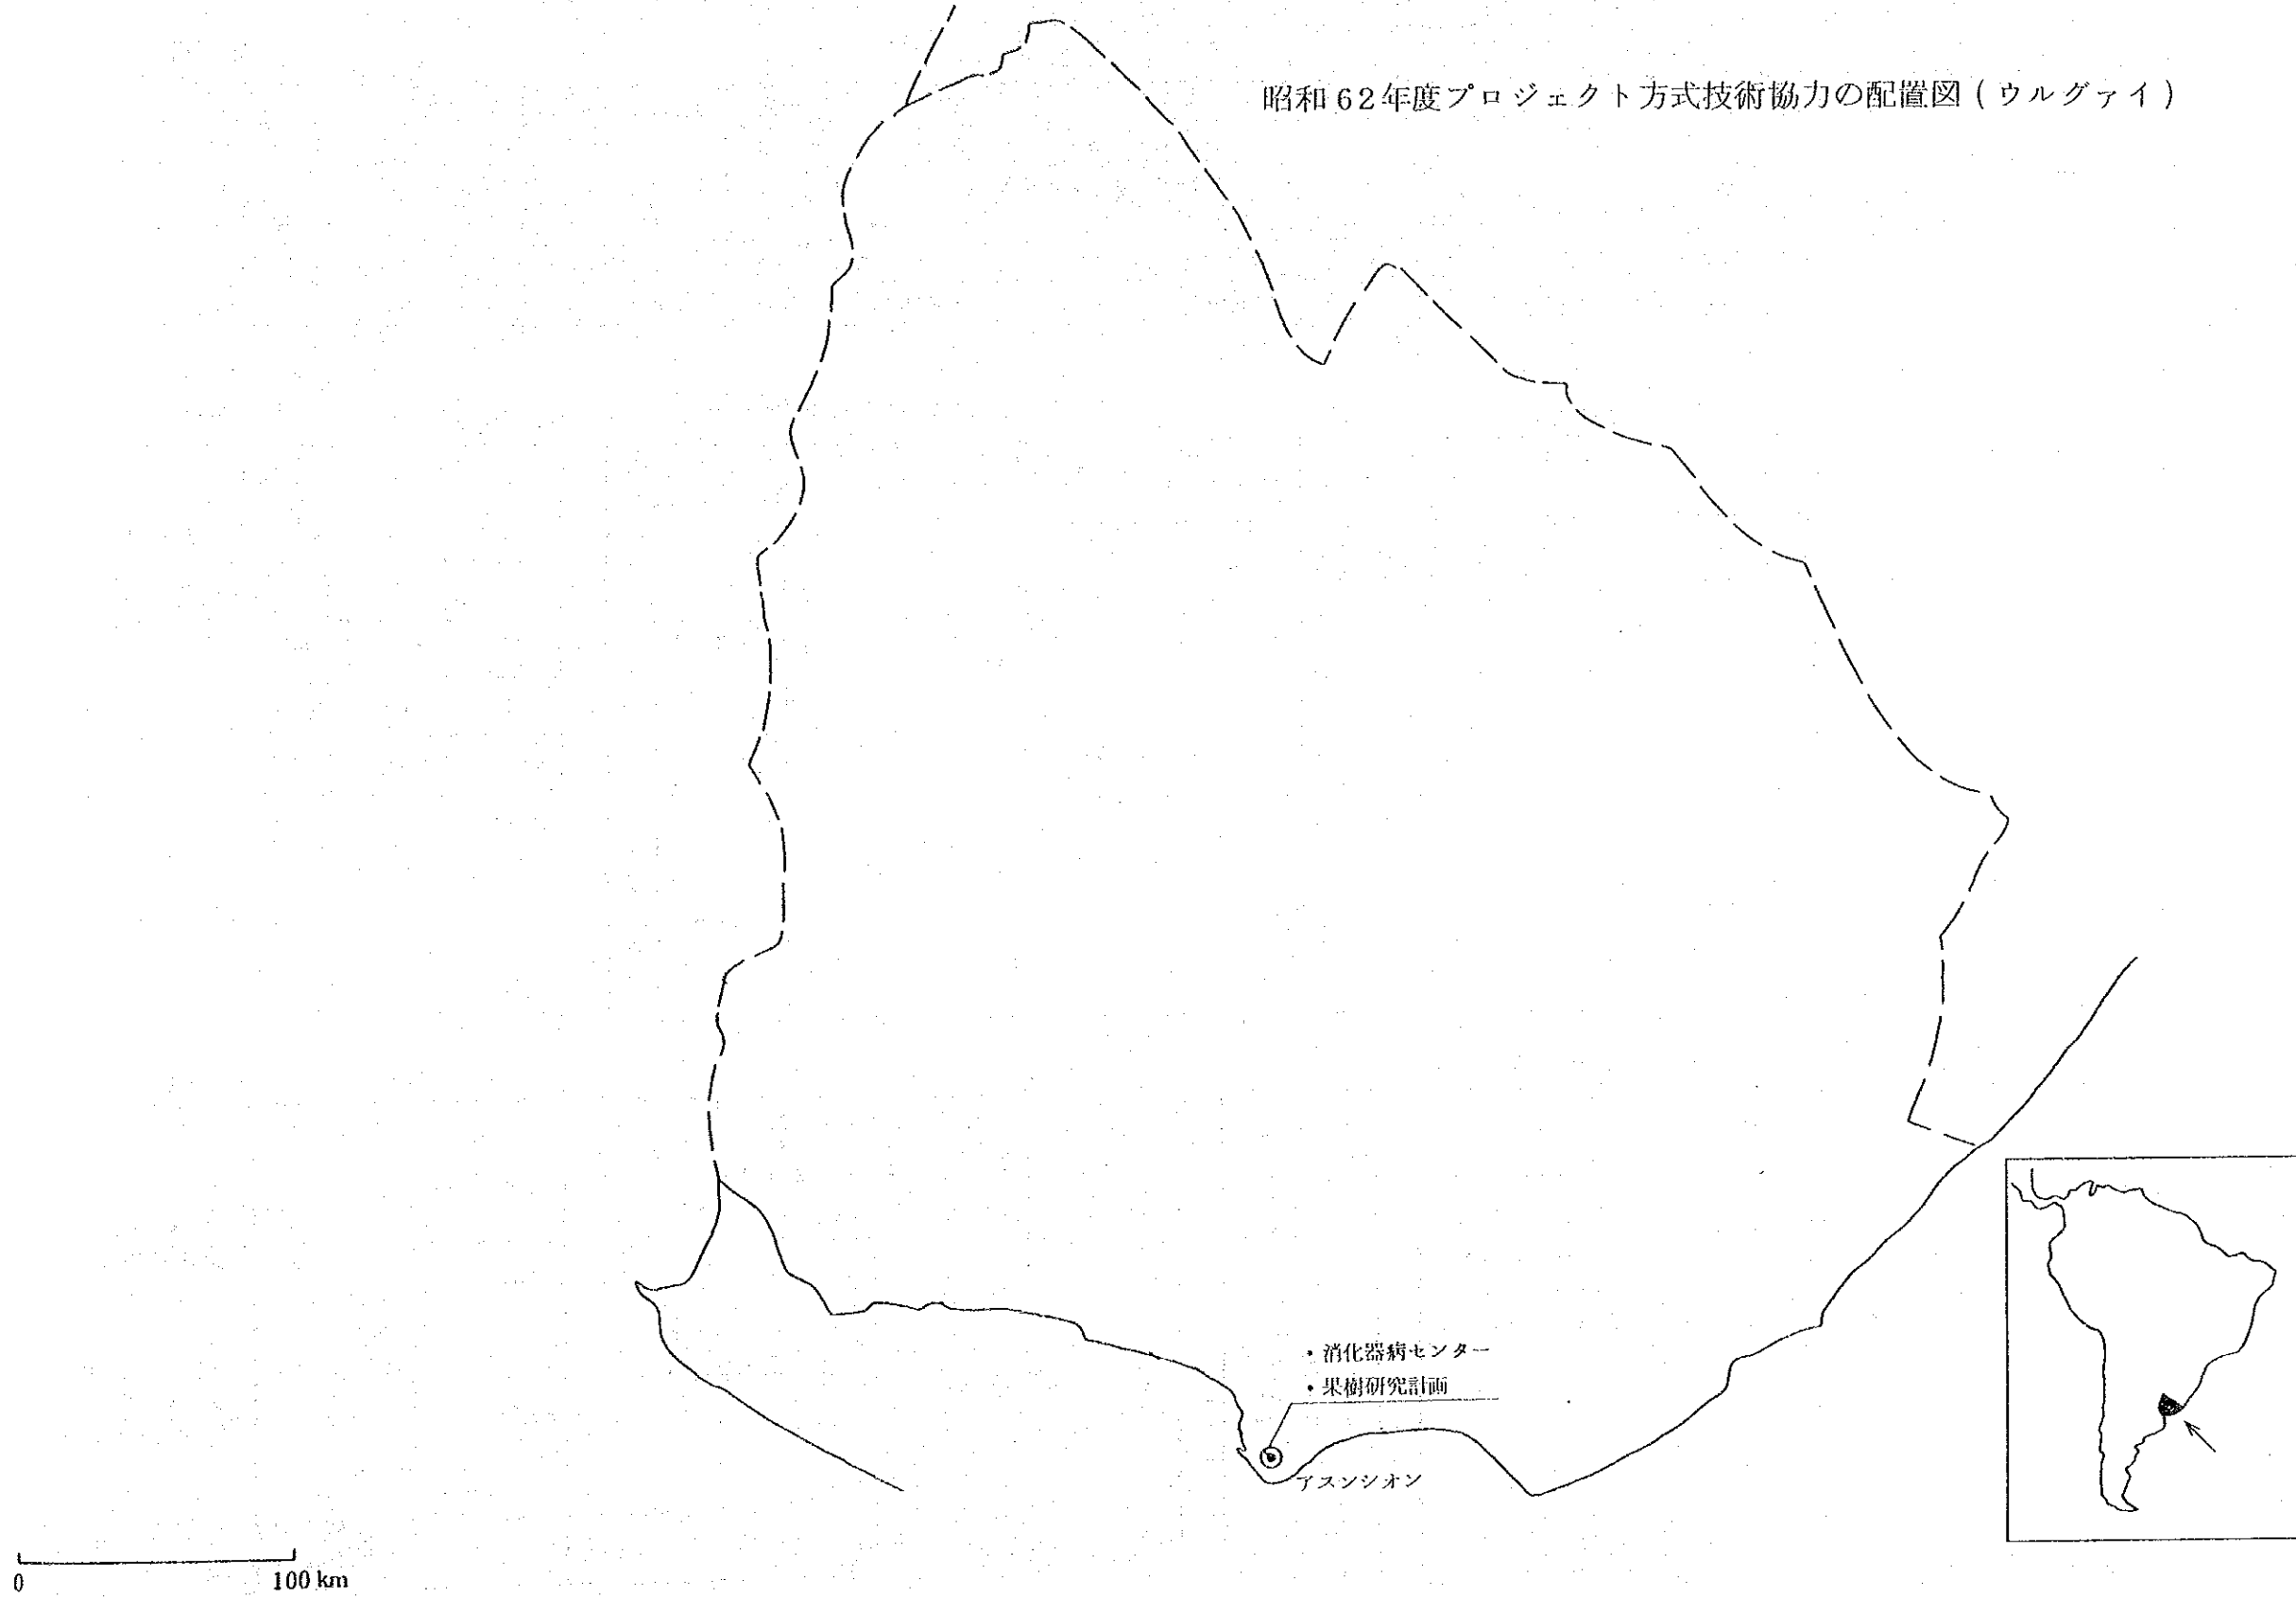 昭和62年度プロジェクト方式技術協力の配置図(ウルグァイ)
・消化器病センター
・果樹研究計画
アスンシオン
0 100km